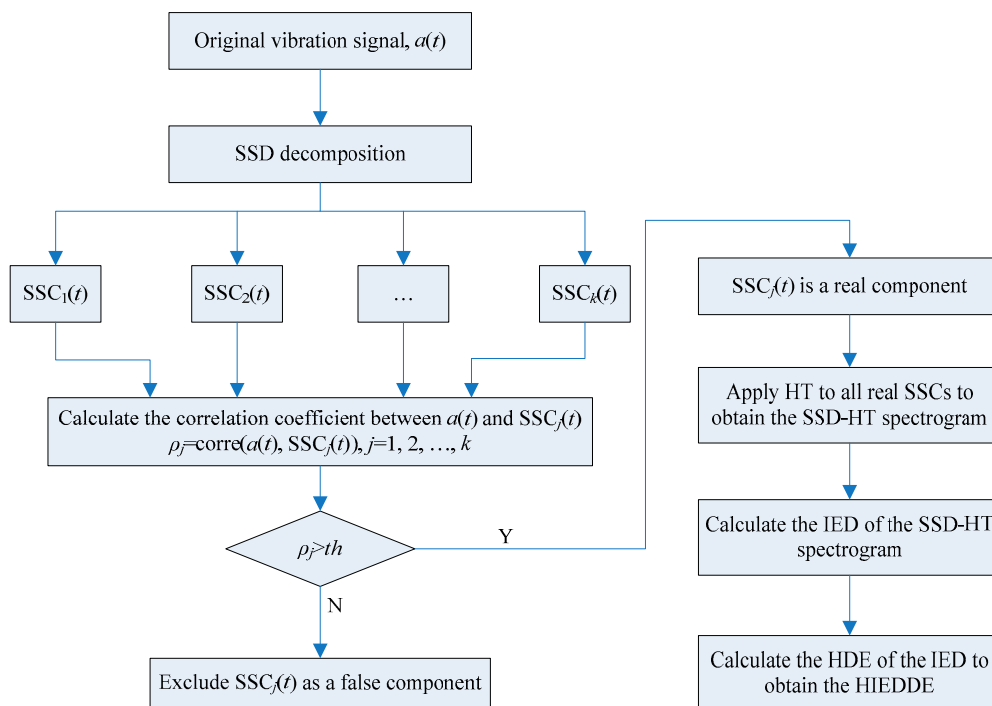 Original vibration signal, a(t)
SSD decomposition
SSC₁(t)
SSC₂(t)
…
SSCₖ(t)
Calculate the correlation coefficient between a(t) and SSCⱼ(t)
ρⱼ=corre(a(t), SSCⱼ(t)), j=1, 2, …, k
ρⱼ>th
Y
N
Exclude SSCⱼ(t) as a false component
SSCⱼ(t) is a real component
Apply HT to all real SSCs to
obtain the SSD-HT spectrogram
Calculate the IED of the SSD-HT
spectrogram
Calculate the HDE of the IED to
obtain the HIEDDE